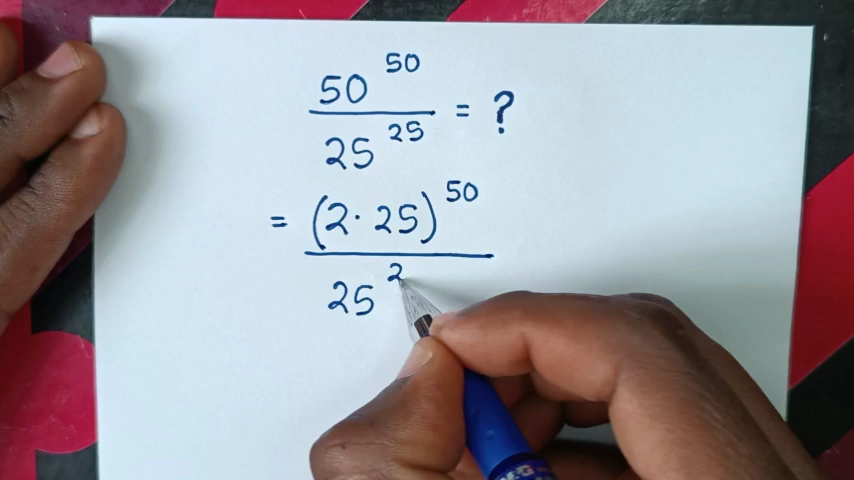 50^50 / 25^25 = ?
= (2·25)^50 / 25^2